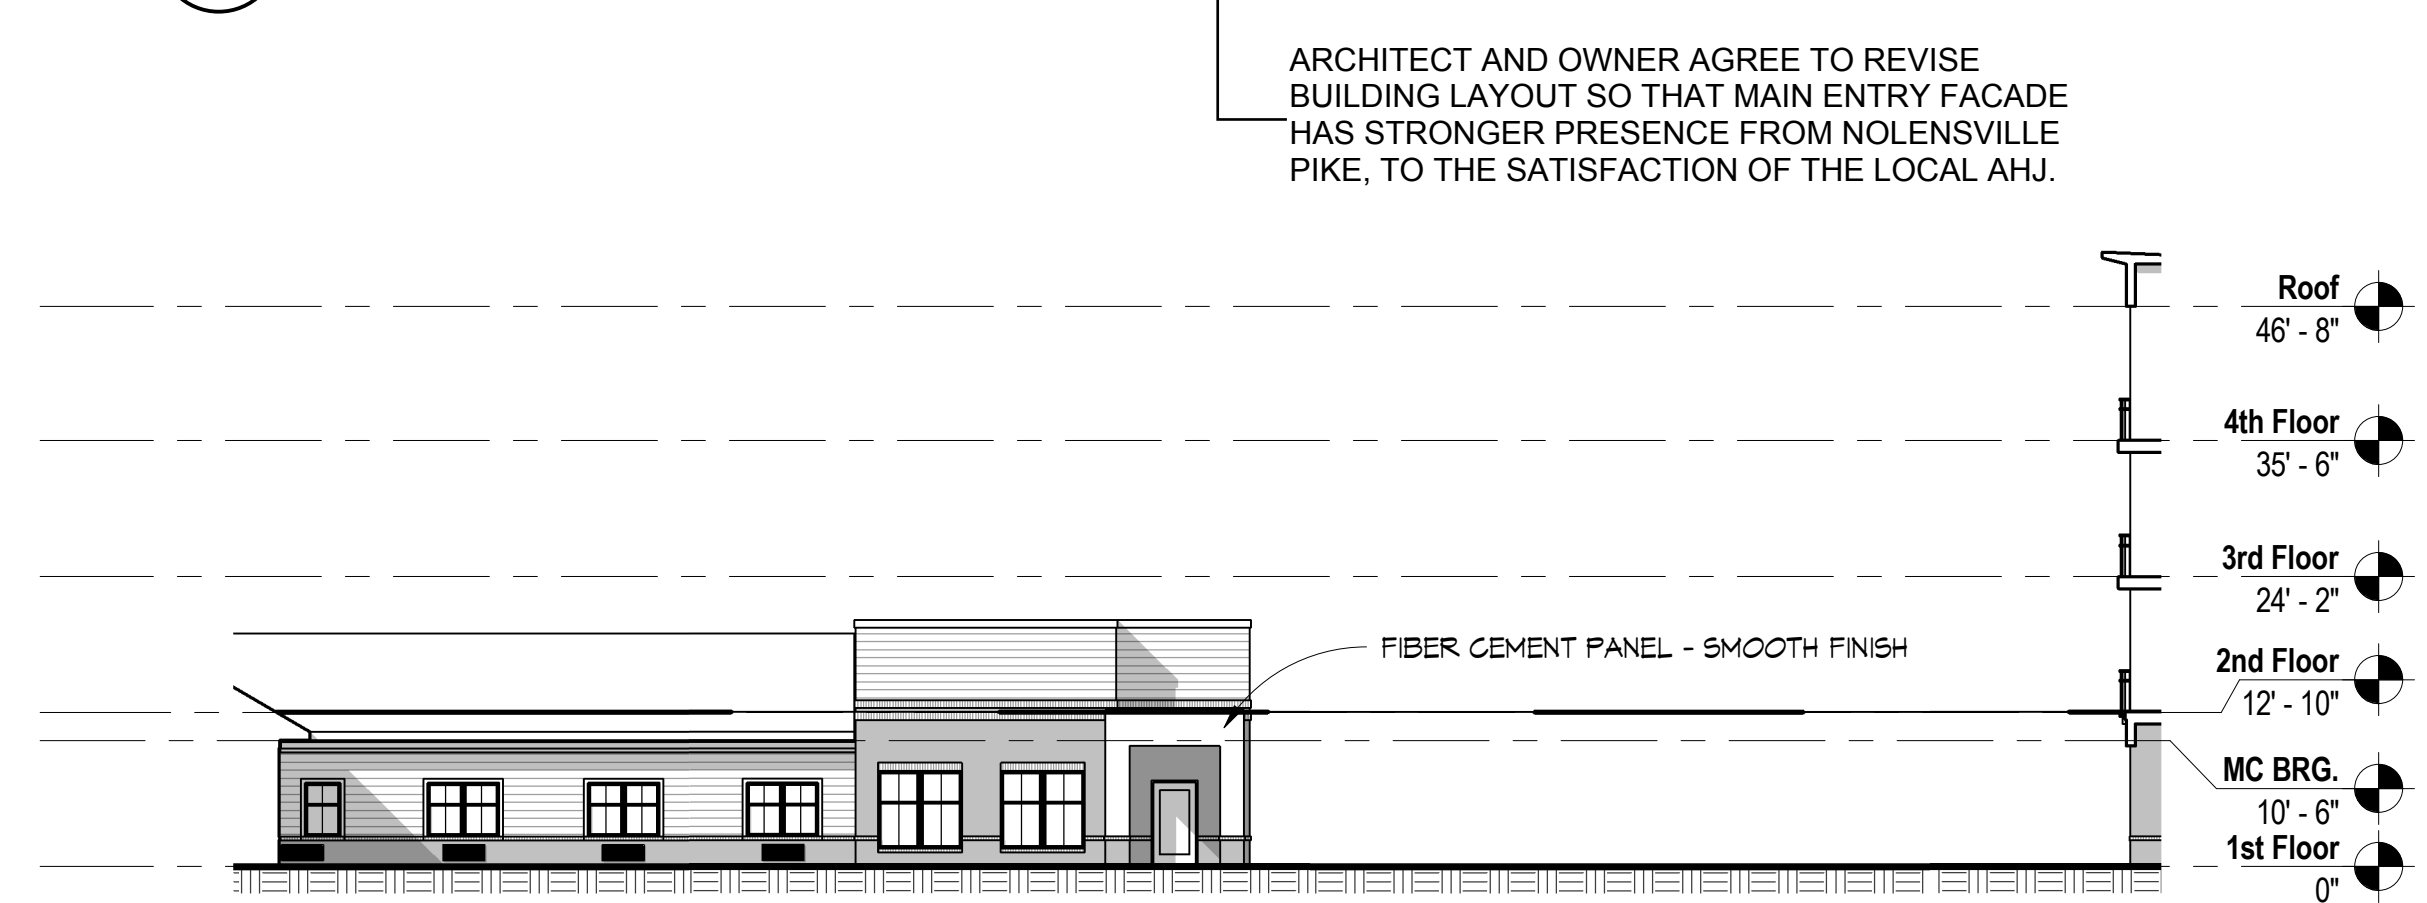 ARCHITECT AND OWNER AGREE TO REVISE
BUILDING LAYOUT SO THAT MAIN ENTRY FACADE
HAS STRONGER PRESENCE FROM NOLENSVILLE
PIKE, TO THE SATISFACTION OF THE LOCAL AHJ.
Roof
46' - 8"
4th Floor
35' - 6"
3rd Floor
24' - 2"
FIBER CEMENT PANEL - SMOOTH FINISH
2nd Floor
12' - 10"
MC BRG.
10' - 6"
1st Floor
0"